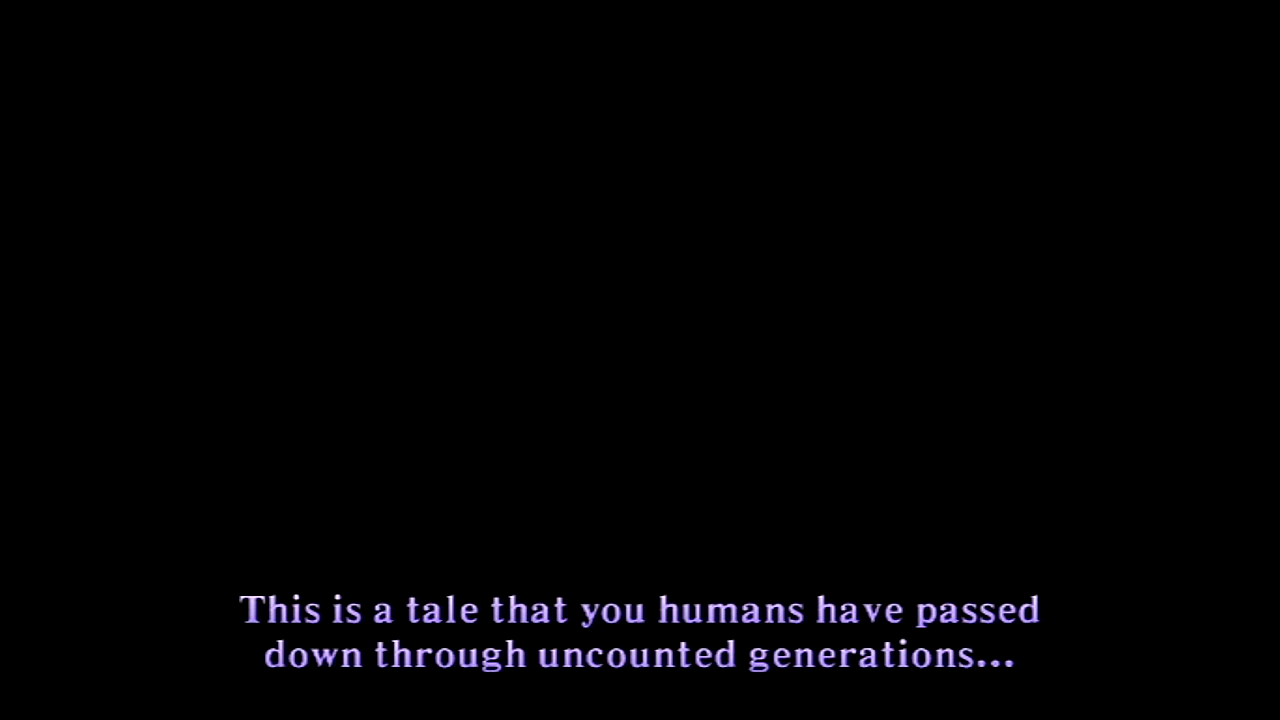 This is a tale that you humans have passed
down through uncounted generations...